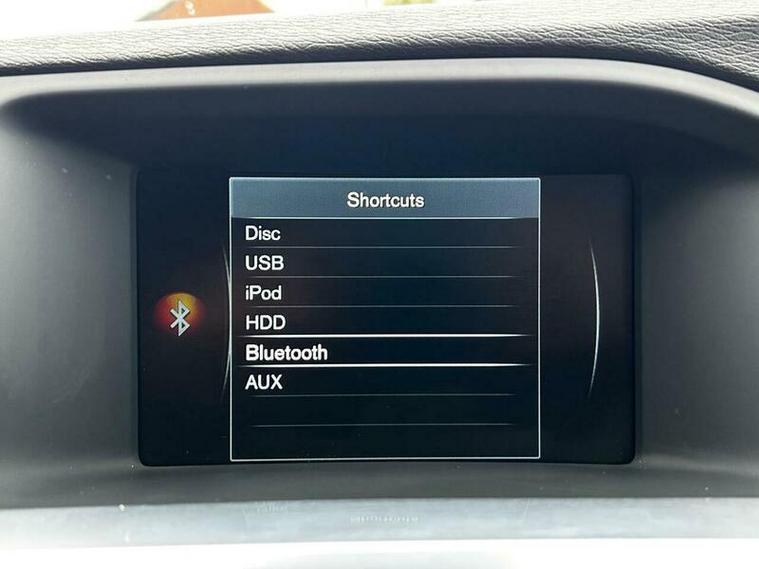 Shortcuts
Disc
USB
iPod
HDD
Bluetooth
AUX